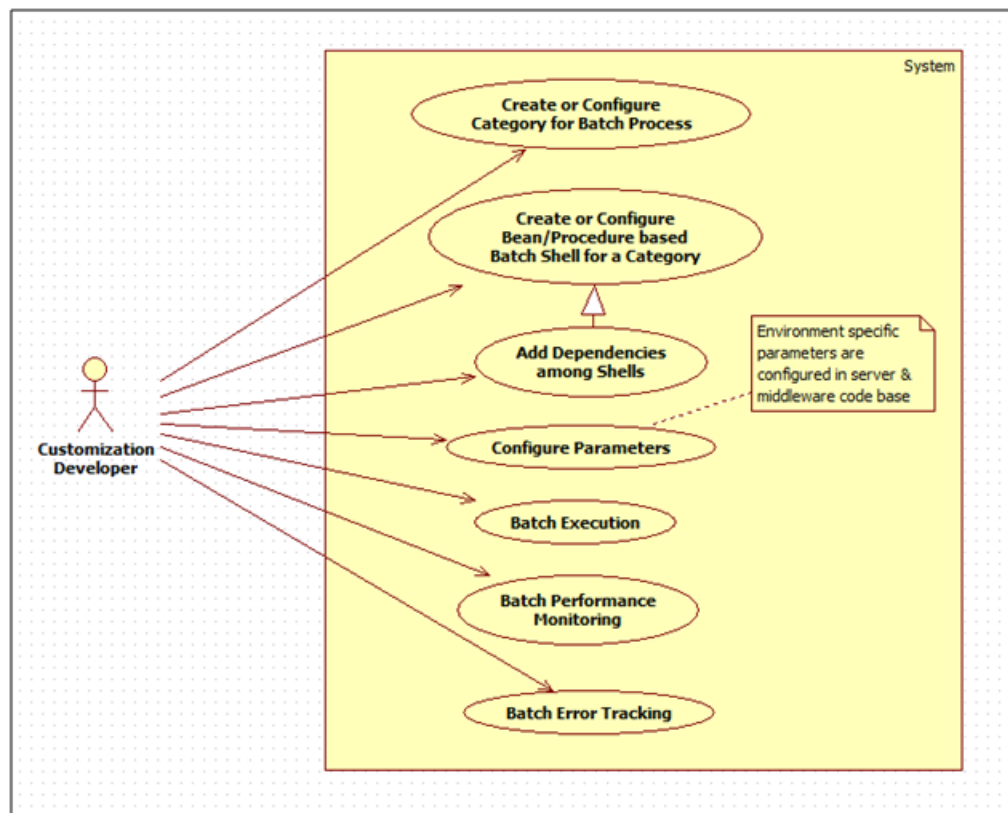 System
Create or Configure
Category for Batch Process
Create or Configure
Bean/Procedure based
Batch Shell for a Category
Add Dependencies
among Shells
Environment specific
parameters are
configured in server &
middleware code base
Customization
Developer
Configure Parameters
Batch Execution
Batch Performance
Monitoring
Batch Error Tracking